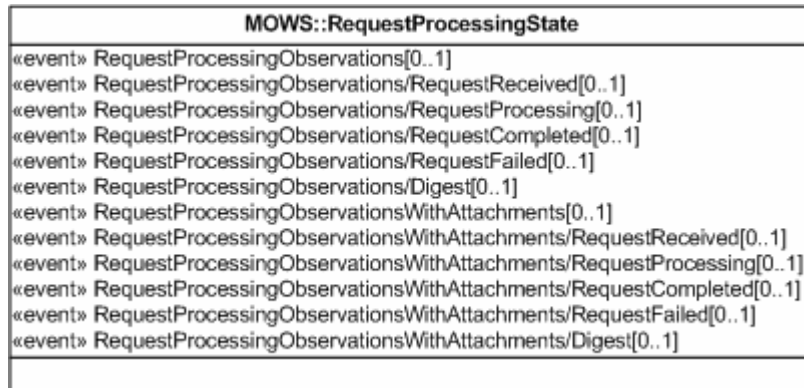 MOWS::RequestProcessingState
«event» RequestProcessingObservations[0..1]
«event» RequestProcessingObservations/RequestReceived[0..1]
«event» RequestProcessingObservations/RequestProcessing[0..1]
«event» RequestProcessingObservations/RequestCompleted[0..1]
«event» RequestProcessingObservations/RequestFailed[0..1]
«event» RequestProcessingObservations/Digest[0..1]
«event» RequestProcessingObservationsWithAttachments[0..1]
«event» RequestProcessingObservationsWithAttachments/RequestReceived[0..1]
«event» RequestProcessingObservationsWithAttachments/RequestProcessing[0..1]
«event» RequestProcessingObservationsWithAttachments/RequestCompleted[0..1]
«event» RequestProcessingObservationsWithAttachments/RequestFailed[0..1]
«event» RequestProcessingObservationsWithAttachments/Digest[0..1]